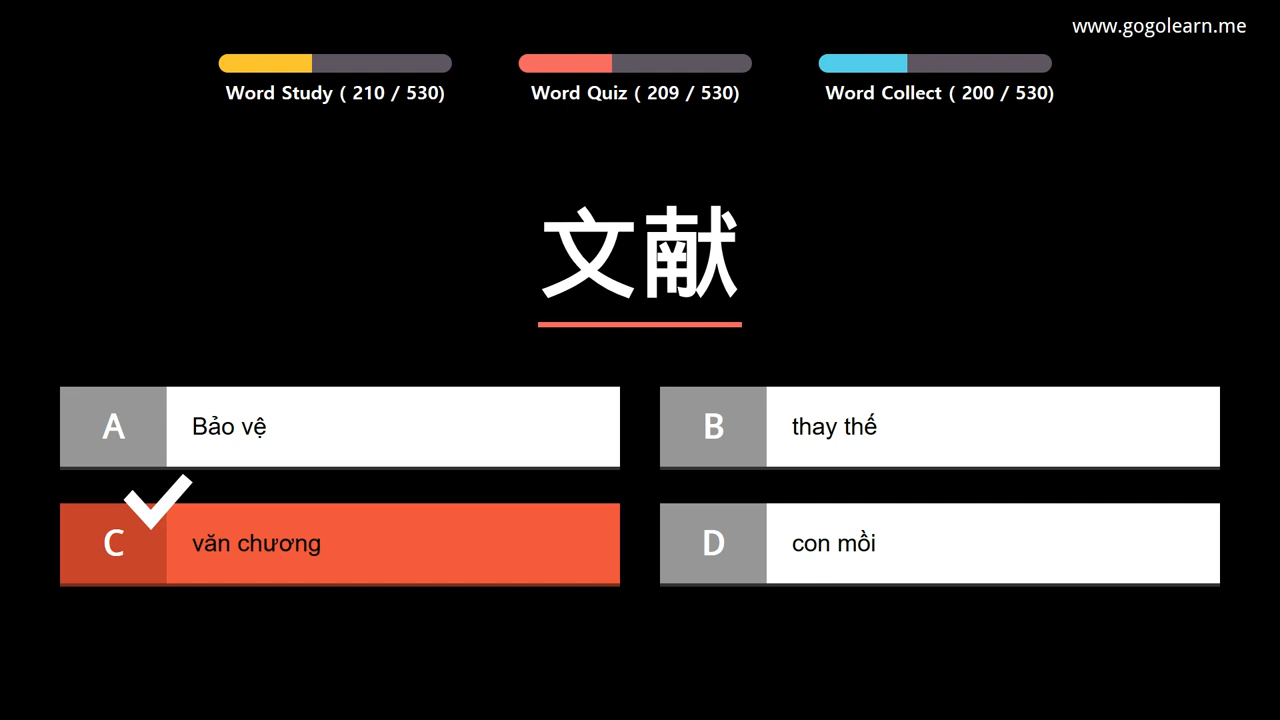 www.gogolearn.me
Word Study ( 210 / 530)
Word Quiz ( 209 / 530)
Word Collect ( 200 / 530)
文献
A Bảo vệ
B thay thế
C văn chương
D con mồi